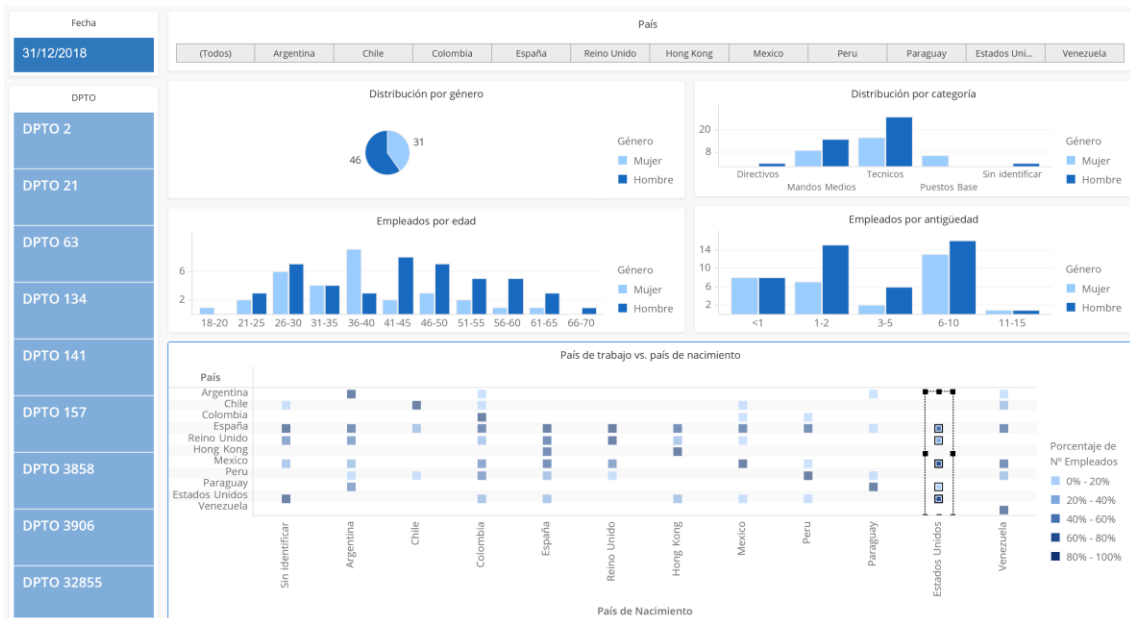 Fecha
31/12/2018
DPTO
DPTO 2
DPTO 21
DPTO 63
DPTO 134
DPTO 141
DPTO 157
DPTO 3858
DPTO 3906
DPTO 32855
País
(Todos) Argentina Chile Colombia España Reino Unido Hong Kong Mexico Peru Paraguay Estados Uni... Venezuela
Distribución por género
46
31
Género
Mujer
Hombre
Distribución por categoría
20
8
Directivos Tecnicos Sin identificar
Mandos Medios Puestos Base
Género
Mujer
Hombre
Empleados por edad
6
2
18-20 21-25 26-30 31-35 36-40 41-45 46-50 51-55 56-60 61-65 66-70
Género
Mujer
Hombre
Empleados por antigüedad
14
10
6
2
<1 1-2 3-5 6-10 11-15
Género
Mujer
Hombre
País de trabajo vs. país de nacimiento
País
Argentina
Chile
Colombia
España
Reino Unido
Hong Kong
Mexico
Peru
Paraguay
Estados Unidos
Venezuela
Sin identificar
Argentina
Chile
Colombia
España
Reino Unido
Hong Kong
Mexico
Peru
Paraguay
Estados Unidos
Venezuela
País de Nacimiento
Porcentaje de
Nº Empleados
0% - 20%
20% - 40%
40% - 60%
60% - 80%
80% - 100%